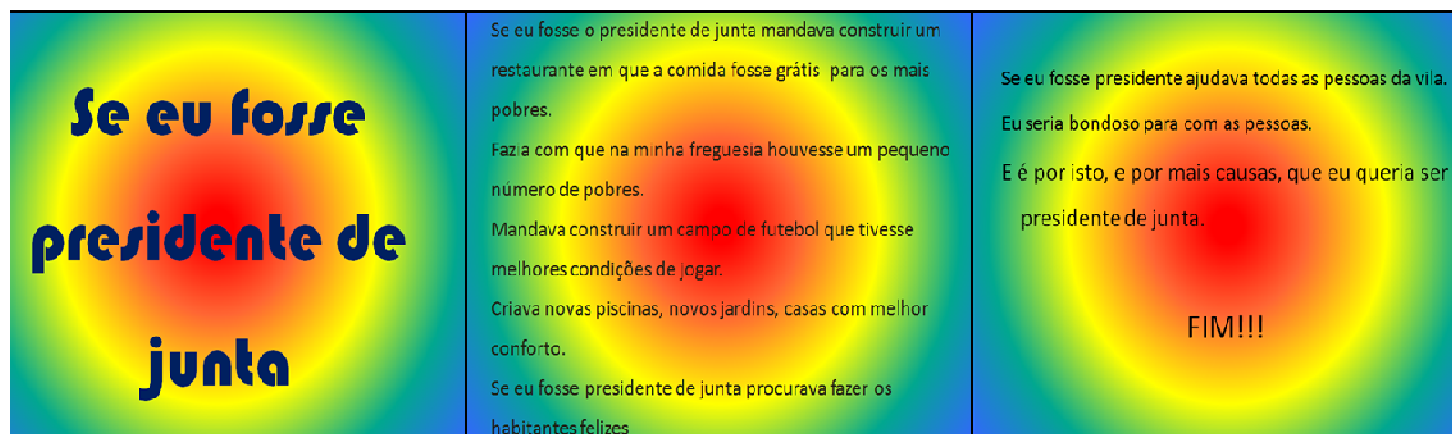 Se eu fosse
presidente de
junta
Se eu fosse o presidente de junta mandava construir um
restaurante em que a comida fosse grátis para os mais
pobres.
Fazia com que na minha freguesia houvesse um pequeno
número de pobres.
Mandava construir um campo de futebol que tivesse
melhores condições de jogar.
Criava novas piscinas, novos jardins, casas com melhor
conforto.
Se eu fosse presidente de junta procurava fazer os
habitantes felizes
Se eu fosse presidente ajudava todas as pessoas da vila.
Eu seria bondoso para com as pessoas.
E é por isto, e por mais causas, que eu queria ser
presidente de junta.
FIM!!!